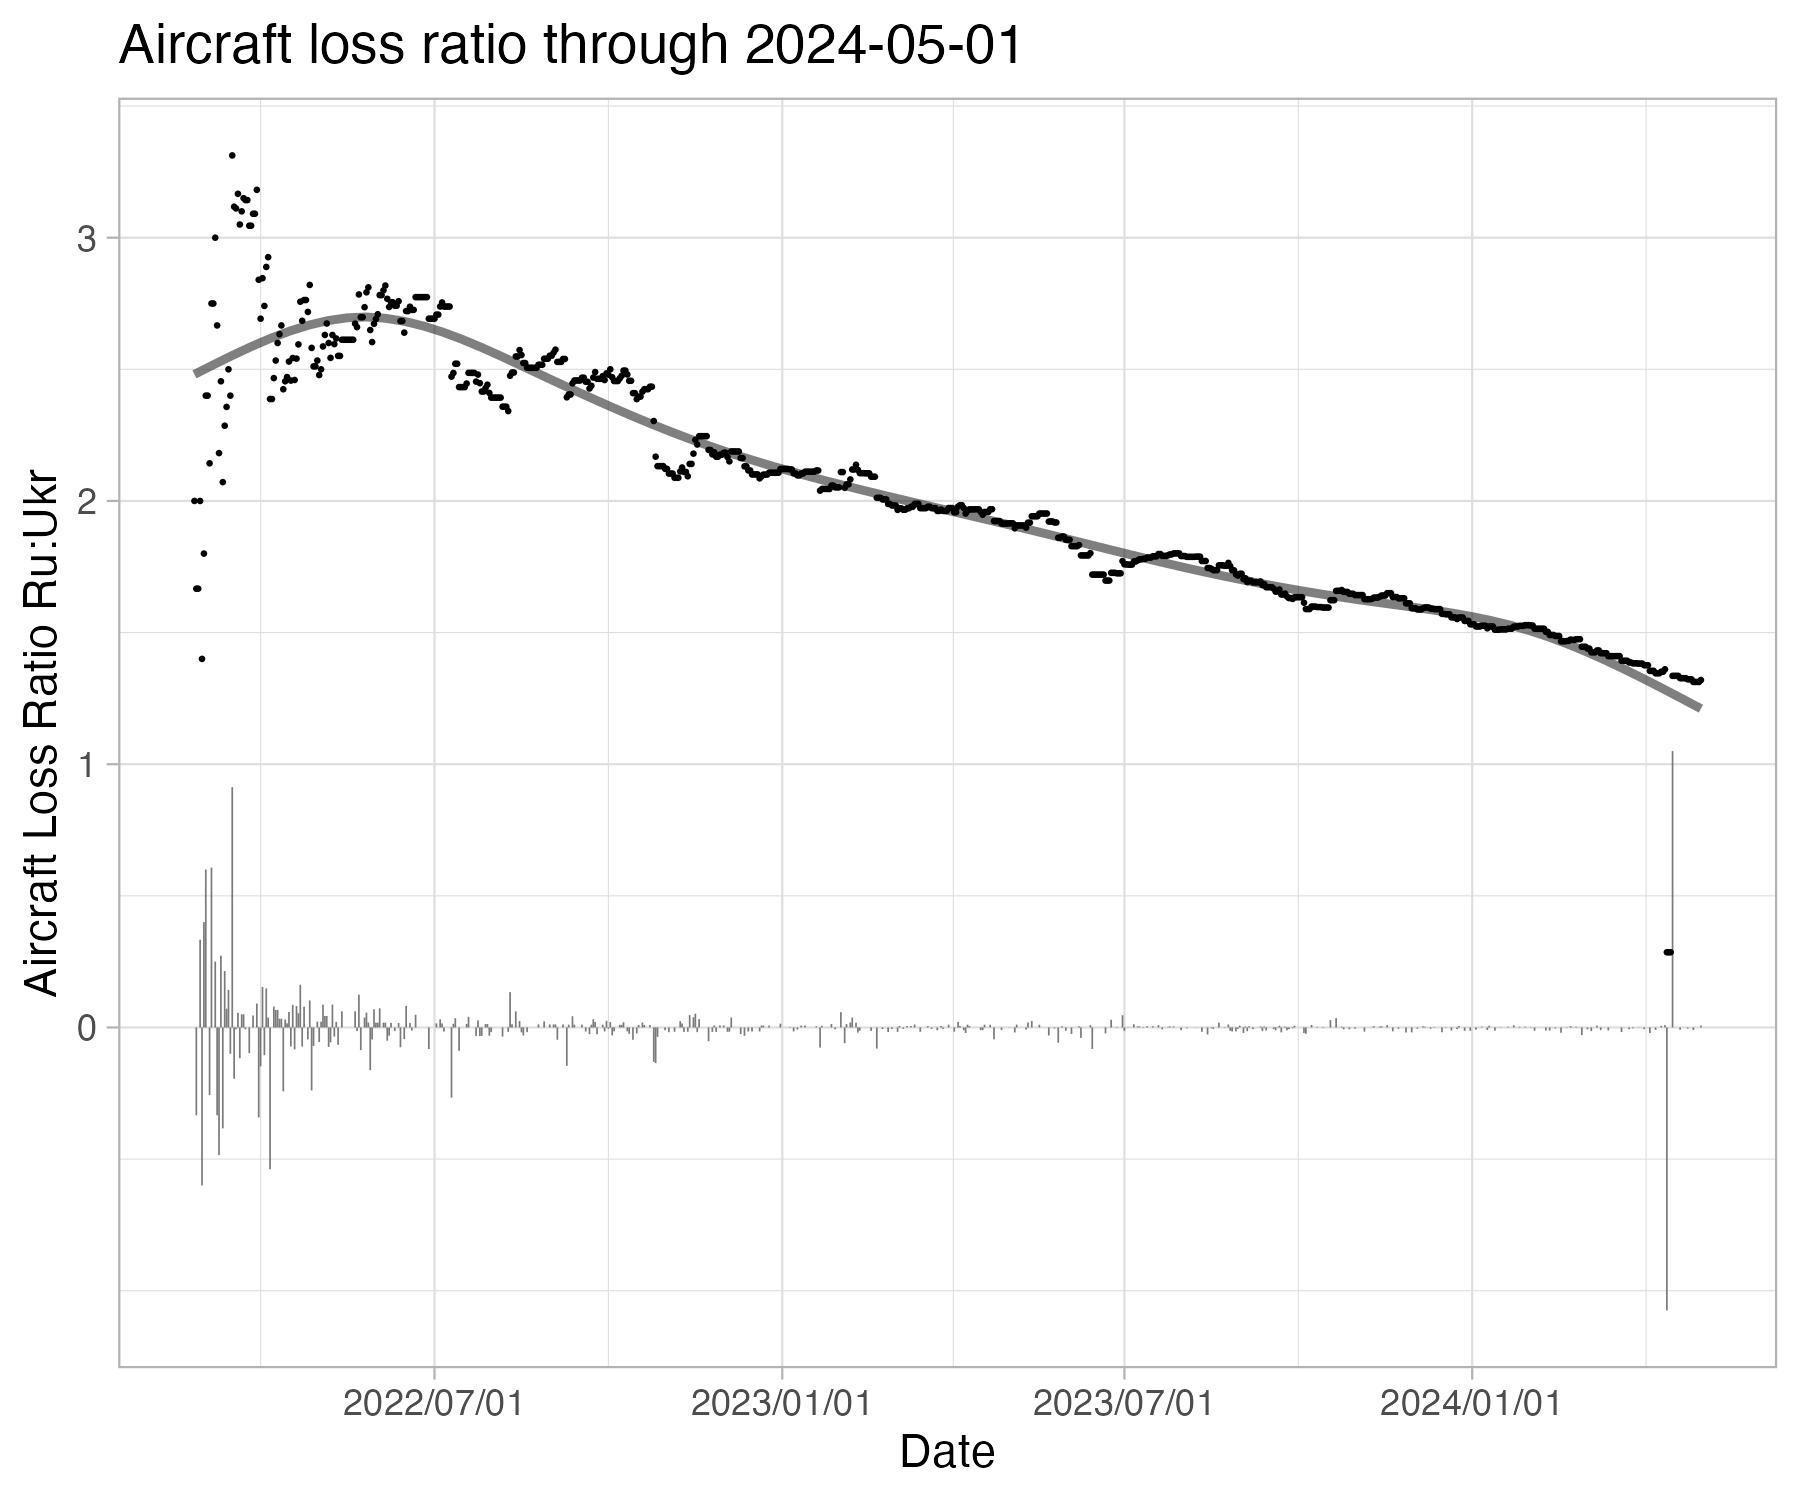 Aircraft loss ratio through 2024-05-01
Aircraft Loss Ratio Ru:Ukr
3
2
1
0
2022/07/01
2023/01/01
2023/07/01
2024/01/01
Date